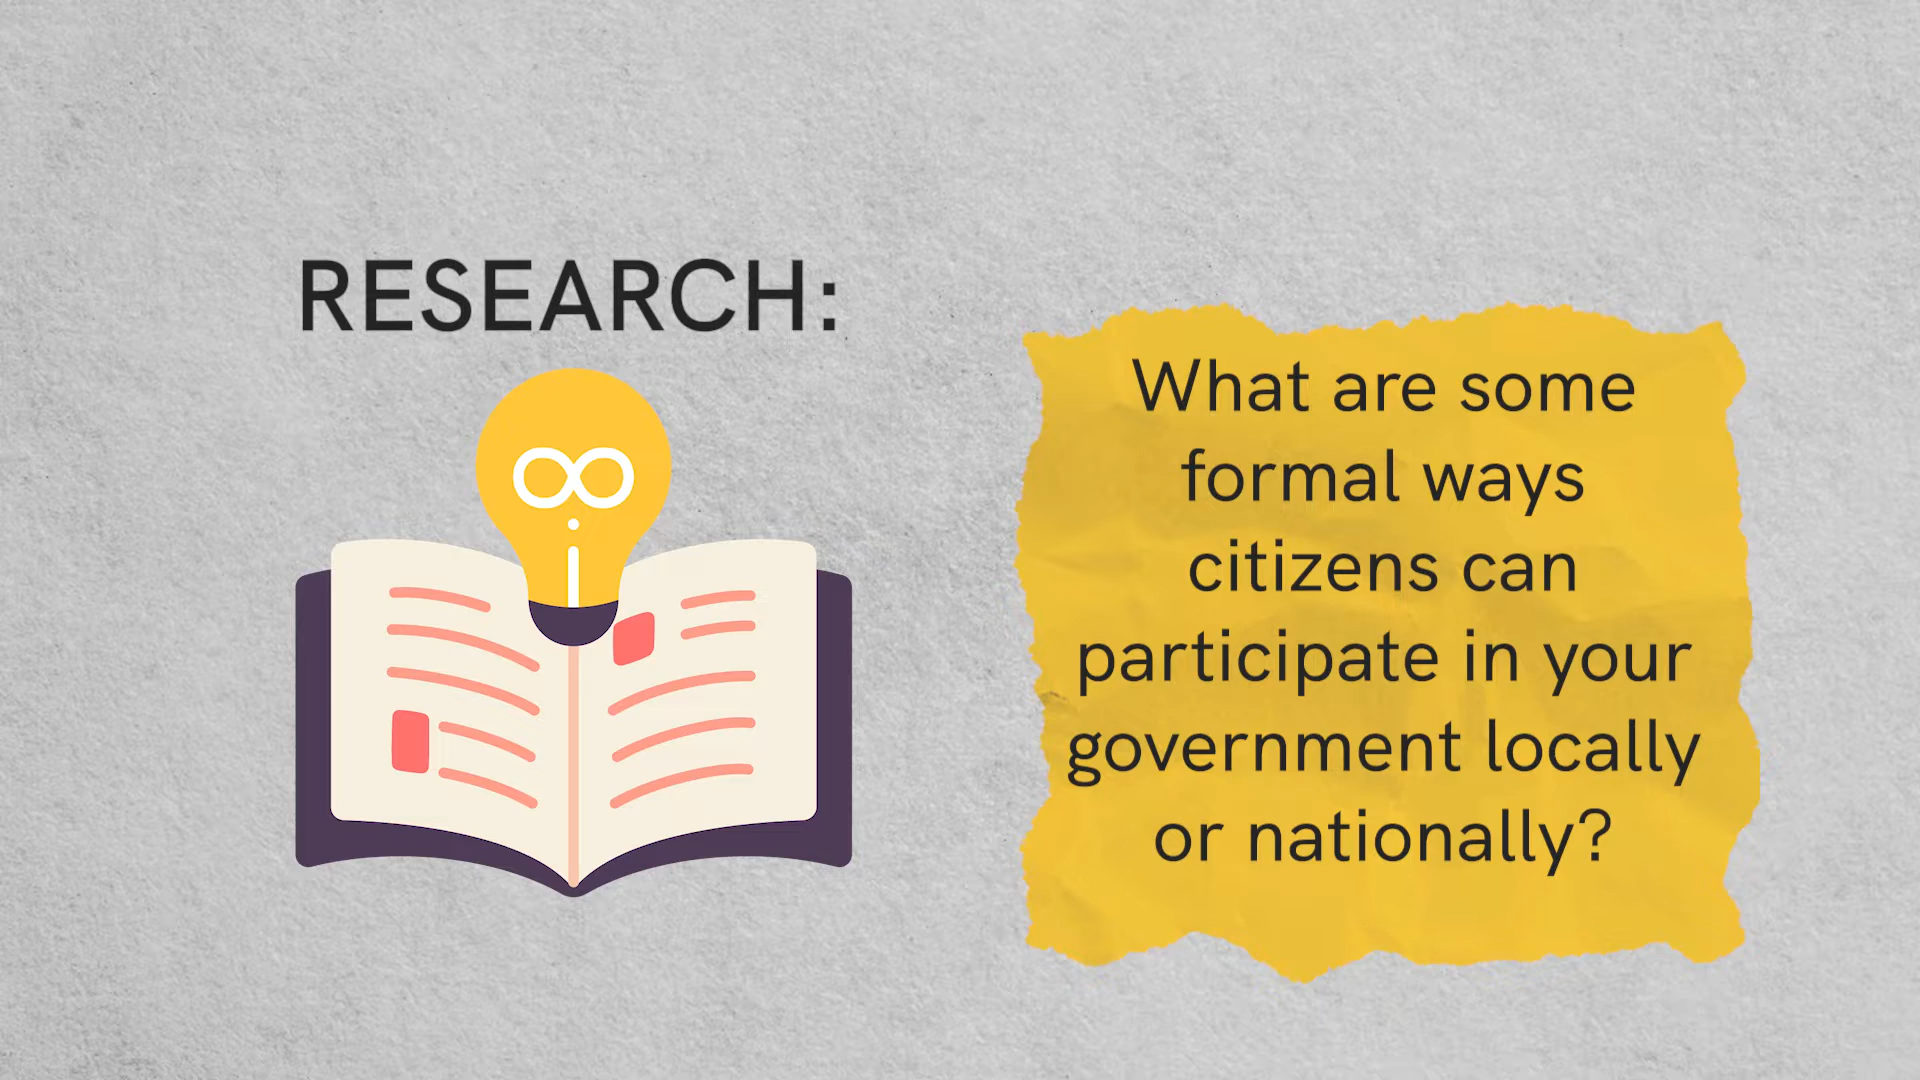 RESEARCH:
What are some
formal ways
citizens can
participate in your
government locally
or nationally?